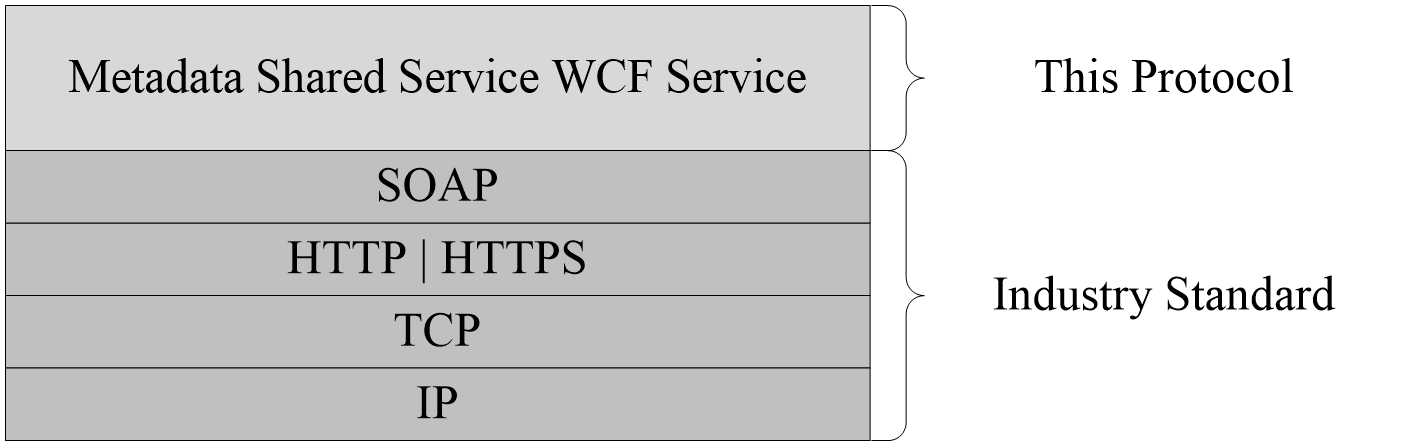 Metadata Shared Service WCF Service
This Protocol
SOAP
HTTP | HTTPS
TCP
IP
Industry Standard